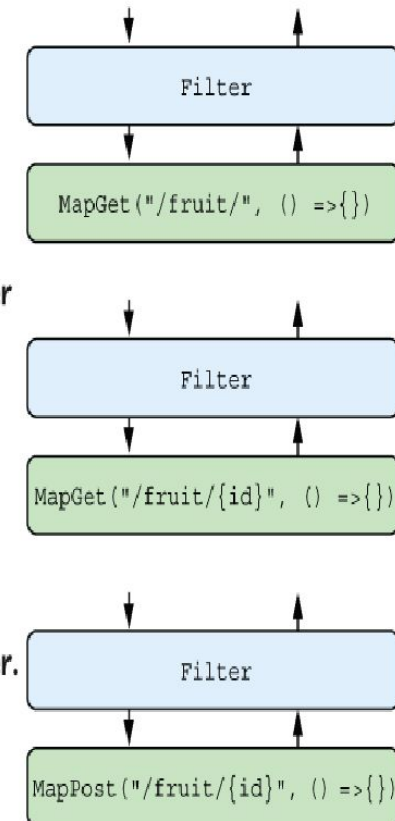 Filter
MapGet("/fruit/", () =>{})
r
Filter
MapGet("/fruit/{id}", () =>{})
r.
Filter
MapPost("/fruit/{id}", () =>{})